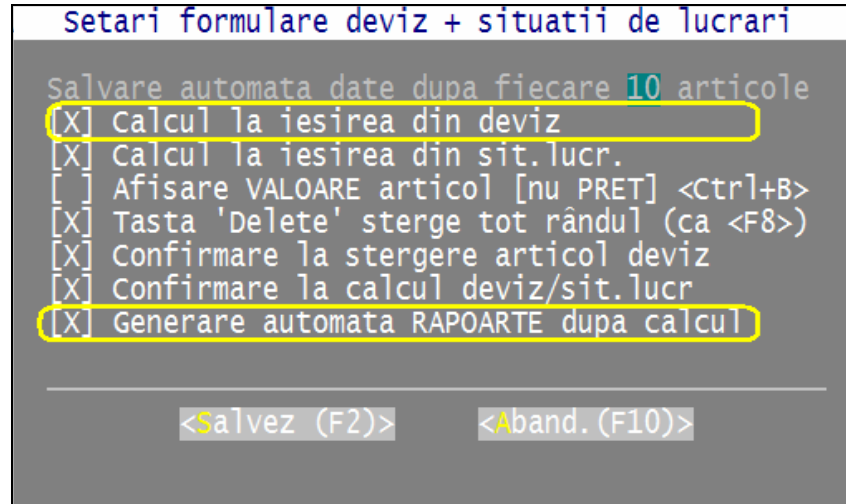 Setari formulare deviz + situatii de lucrari
Salvare automata date dupa fiecare 10 articole
[X] Calcul la iesirea din deviz
[X] Calcul la iesirea din sit.lucr.
[ ] Afisare VALOARE articol [nu PRET] <Ctrl+B>
[X] Tasta 'Delete' sterge tot rândul (ca <F8>)
[X] Confirmare la stergere articol deviz
[X] Confirmare la calcul deviz/sit.lucr
[X] Generare automata RAPOARTE dupa calcul
<Salvez (F2)> <Aband.(F10)>